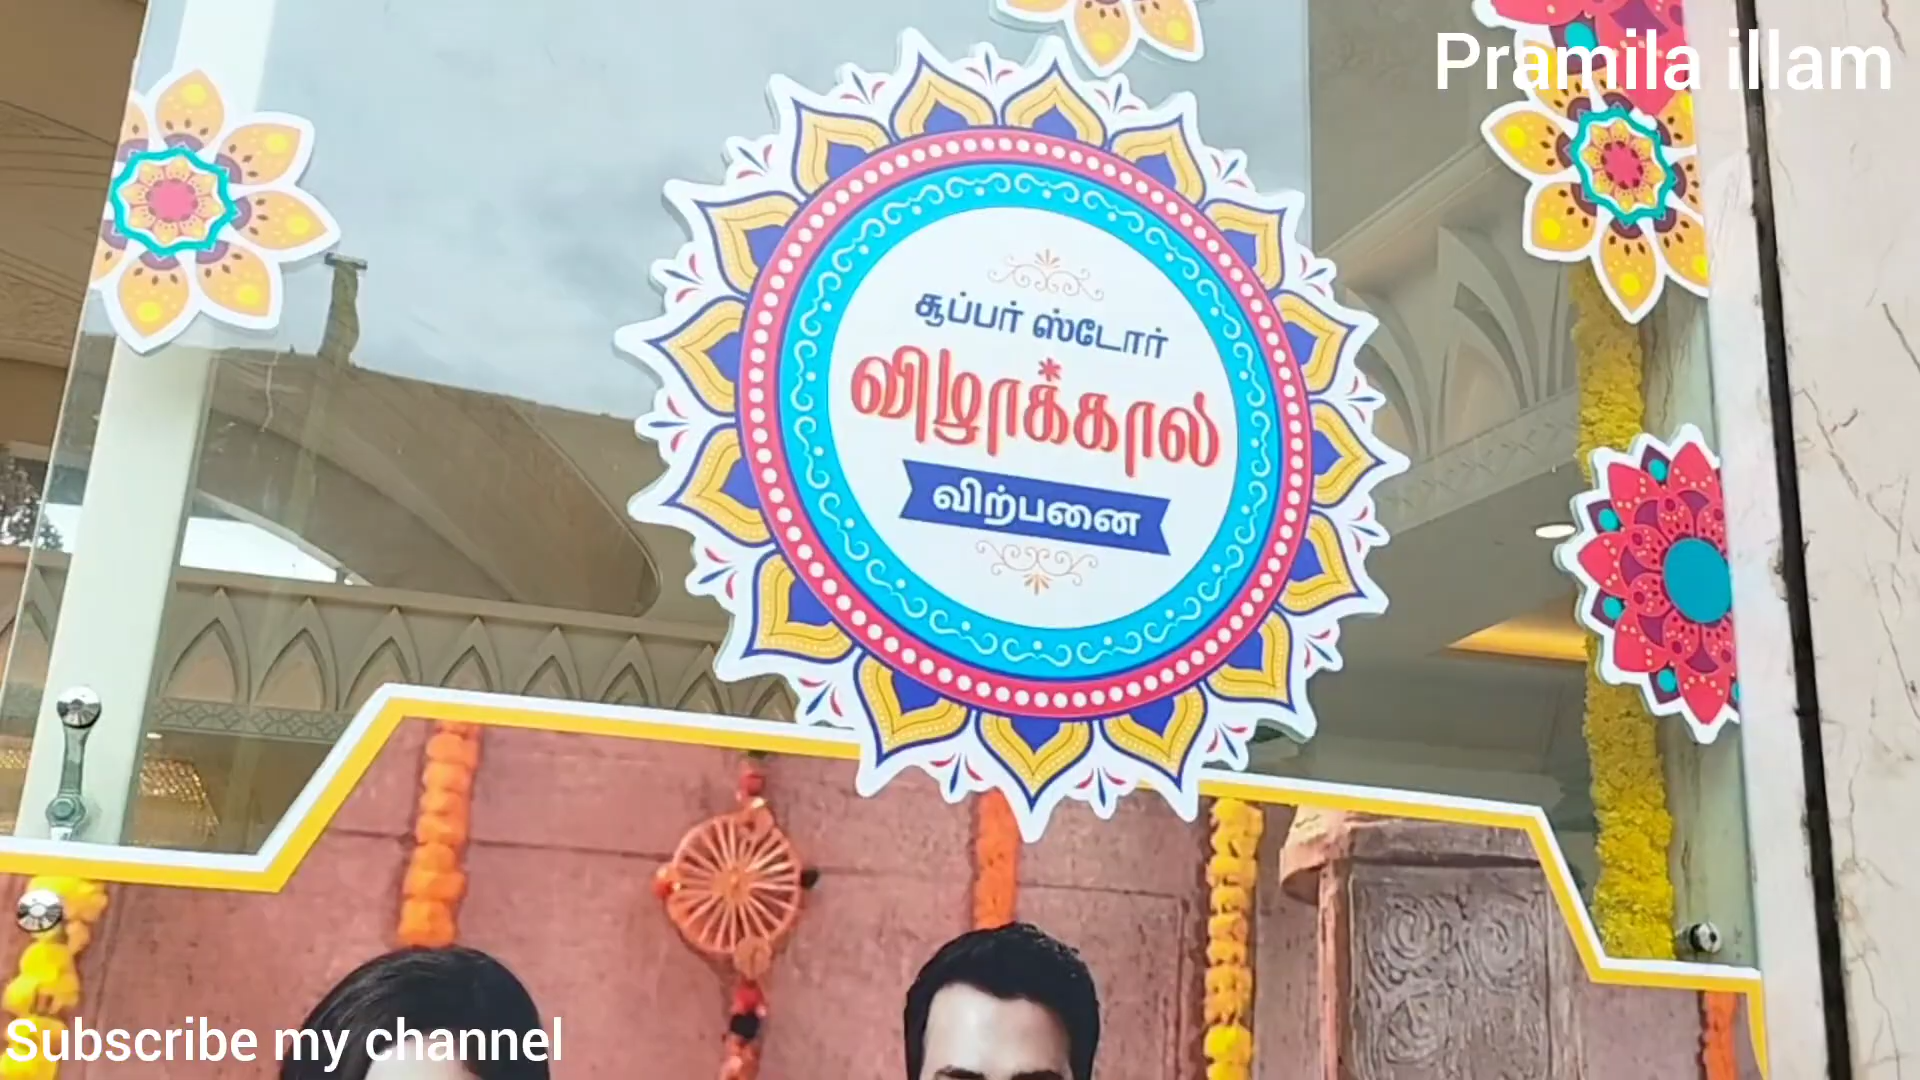 Pramila illam
சூப்பர் ஸ்டோர்
விழாக்கால்*
விற்பனை
Subscribe my channel